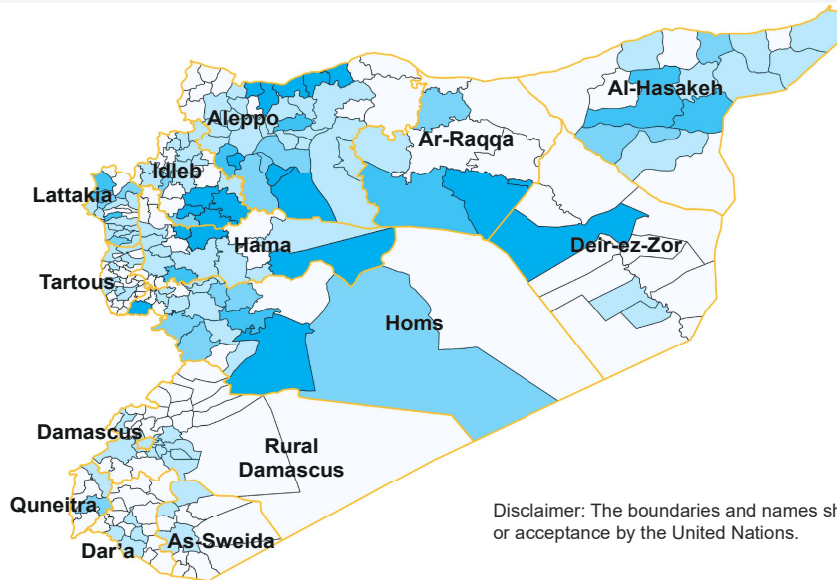 Al-Hasakeh
Aleppo
Ar-Raqqa
Idleb
Lattakia
Hama
Deir-ez-Zor
Tartous
Homs
Damascus
Rural
Damascus
Quneitra
Dar'a
As-Sweida
Disclaimer: The boundaries and names sh
or acceptance by the United Nations.